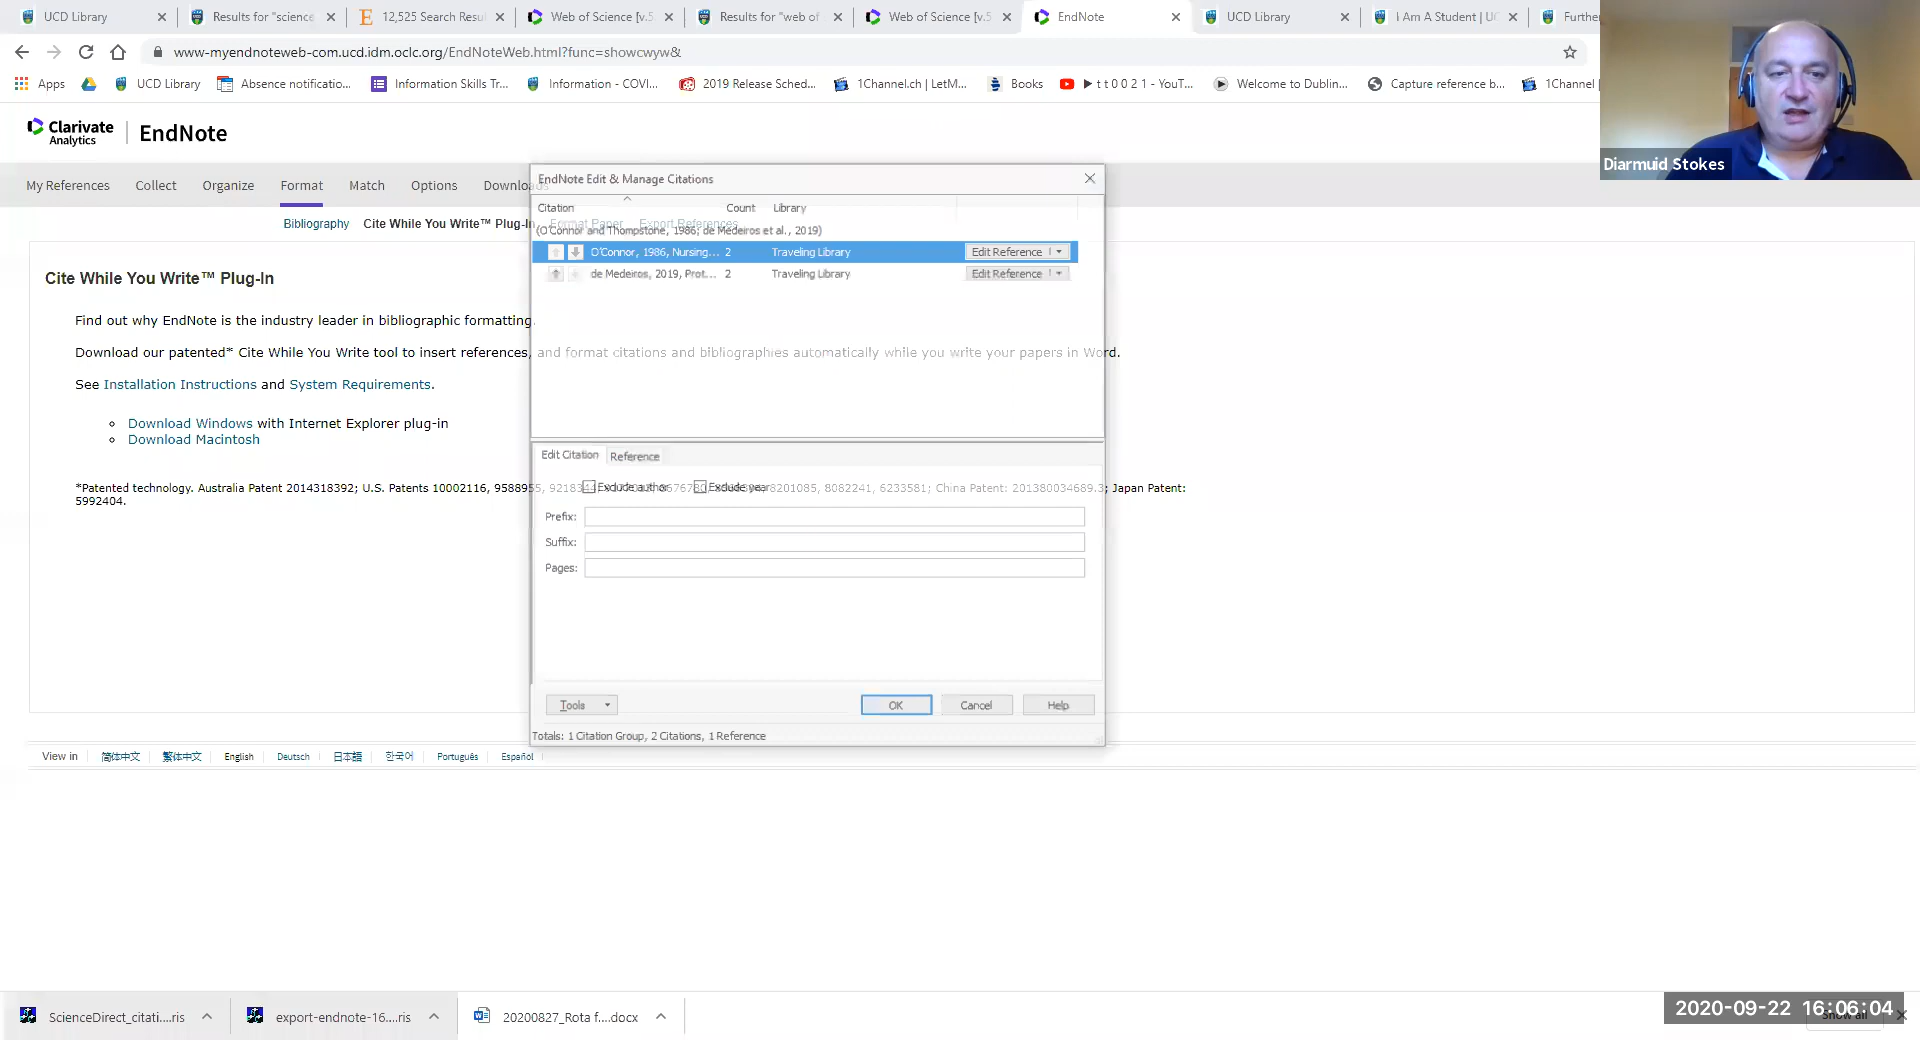 UCD Library
Results for "science
12,525 Search Resu
Web of Science [v.5
Results for "web of
Web of Science [v.5
EndNote
UCD Library
I Am A Student | UC
Furthe
www-myendnoteweb-com.ucd.idm.oclc.org/EndNoteWeb.html?func=showcwyw&
Apps
UCD Library
Absence notificatio...
Information Skills Tr...
Information - COVI...
2019 Release Sched...
1Channel.ch | LetM...
Books
▶ t t 0 0 2 1 - YouT...
Welcome to Dublin...
Capture reference b...
1Channel
Diarmuid Stokes
Clarivate
Analytics
EndNote
My References
Collect
Organize
Format
Match
Options
Downloads
Bibliography
Cite While You Write™ Plug-In
Format Paper
Export References
Cite While You Write™ Plug-In
Find out why EndNote is the industry leader in bibliographic formatting.
Download our patented* Cite While You Write tool to insert references, and format citations and bibliographies automatically while you write your papers in Word.
See Installation Instructions and System Requirements.
Download Windows with Internet Explorer plug-in
Download Macintosh
*Patented technology. Australia Patent 2014318392; U.S. Patents 10002116, 9588955, 8201085, 8082241, 6233581; China Patent: 201380034689.3; Japan Patent:
5992404.
EndNote Edit & Manage Citations
Citation
Count
Library
(O'Connor and Thompstone, 1986; de Medeiros et al., 2019)
O'Connor, 1986, Nursing... 2 Traveling Library Edit Reference
de Medeiros, 2019, Prot... 2 Traveling Library Edit Reference
Edit Citation
Reference
Exclude author
Exclude year
Prefix:
Suffix:
Pages:
Tools
OK
Cancel
Help
Totals: 1 Citation Group, 2 Citations, 1 Reference
View in
简体中文
繁体中文
English
Deutsch
日本語
한국어
Português
Español
ScienceDirect_citati....ris
export-endnote-16....ris
20200827_Rota f....docx
Show all
2020-09-22 16:06:04